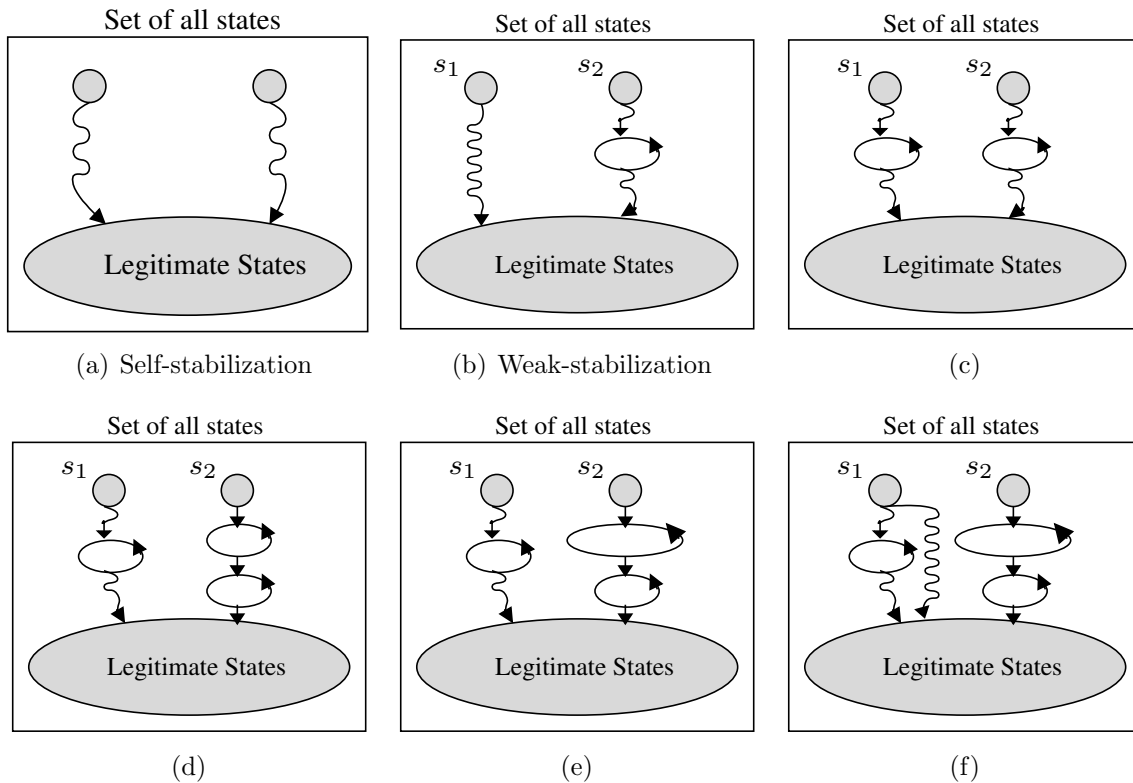 Set of all states
Legitimate States
(a) Self-stabilization
Set of all states
s1 s2
Legitimate States
(b) Weak-stabilization
Set of all states
s1 s2
Legitimate States
(c)
Set of all states
s1 s2
Legitimate States
(d)
Set of all states
s1 s2
Legitimate States
(e)
Set of all states
s1 s2
Legitimate States
(f)